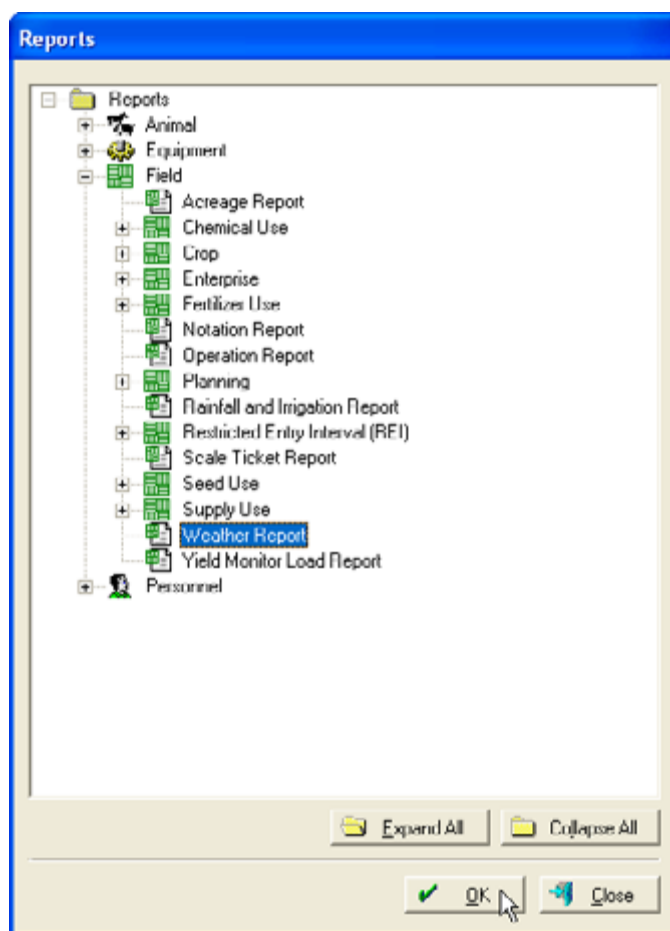 Reports
Reports
Animal
Equipment
Field
Acreage Report
Chemical Use
Crop
Enterprise
Fertilizer Use
Notation Report
Operation Report
Planning
Rainfall and Irrigation Report
Restricted Entry Interval (REI)
Scale Ticket Report
Seed Use
Supply Use
Weather Report
Yield Monitor Load Report
Personnel
Expand All Collapse All
OK Close